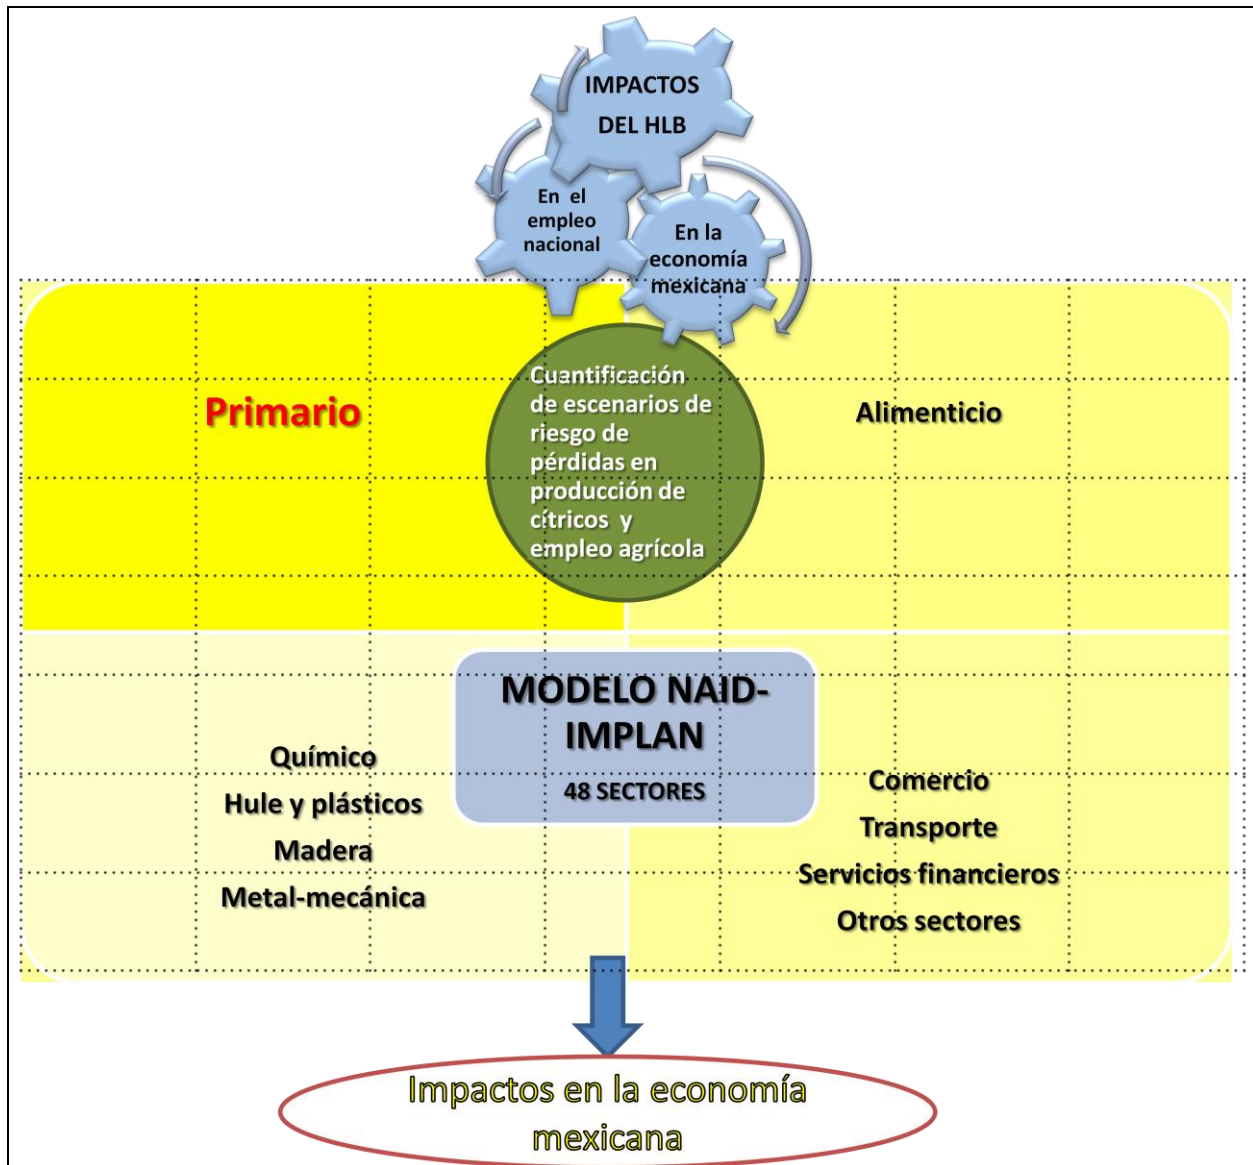 IMPACTOS
DEL HLB
En el
empleo
nacional
En la
economía
mexicana
Primario
Cuantificación
de escenarios de
riesgo de
pérdidas en
producción de
cítricos y
empleo agrícola
Alimenticio
MODELO NAID-
IMPLAN
48 SECTORES
Químico
Hule y plásticos
Madera
Metal-mecánica
Comercio
Transporte
Servicios financieros
Otros sectores
Impactos en la economía
mexicana